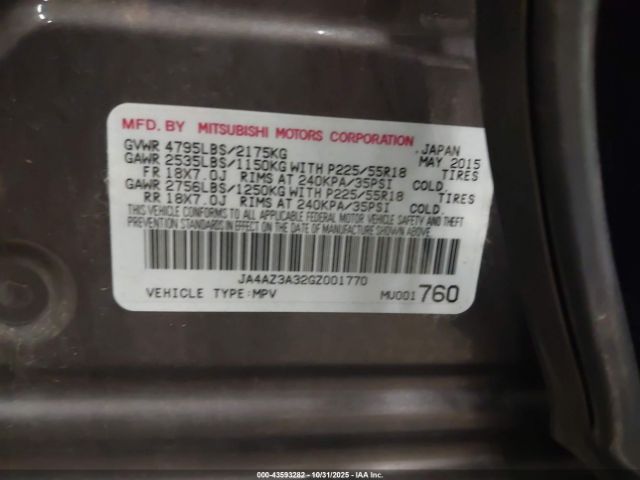 MFD. BY MITSUBISHI MOTORS CORPORATION , JAPAN
GVWR 4795LBS/2175KG MAY 2015
GAWR 2535LBS/1150KG WITH P225/55R18 TIRES
FR 18X7.0J RIMS AT 240KPA/35PSI COLD.
GAWR 2756LBS/1250KG WITH P225/55R18 TIRES
RR 18X7.0J RIMS AT 240KPA/35PSI COLD.
THIS VEHICLE CONFORMS TO ALL APPLICABLE FEDERAL MOTOR VEHICLE SAFETY AND THEFT
PREVENTION STANDARDS IN EFFECT ON THE DATE OF MANUFACTURE SHOWN ABOVE.
JA4AZ3A32GZ001770
VEHICLE TYPE:MPV MU001 760
000-43593282 - 10/31/2025 - IAAI, Inc.